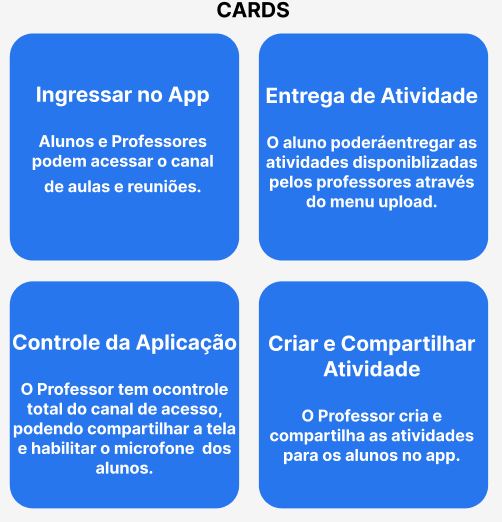 CARDS
Ingressar no App
Alunos e Professores
podem acessar o canal
de aulas e reuniões.
Entrega de Atividade
O aluno poderáentregar as
atividades disponiblizadas
pelos professores através
do menu upload.
Controle da Aplicação
O Professor tem ocontrole
total do canal de acesso,
podendo compartilhar a tela
e habilitar o microfone  dos
alunos.
Criar e Compartilhar
Atividade
O Professor cria e
compartilha as atividades
para os alunos no app.